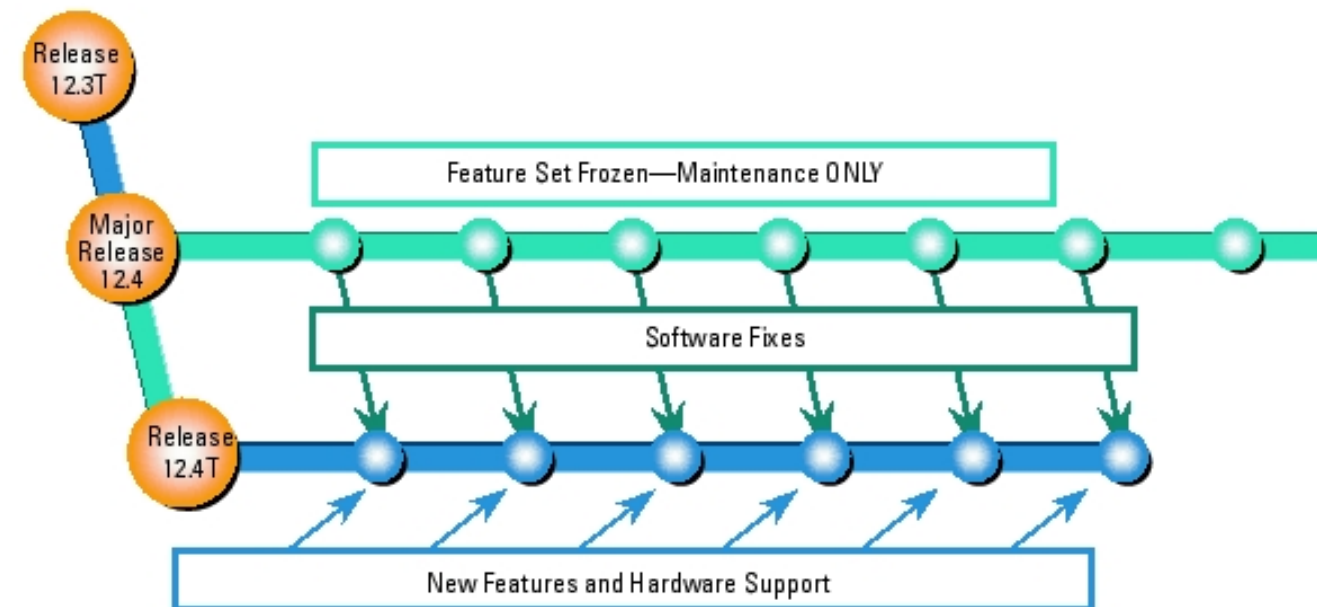 Release
12.3T
Feature Set Frozen—Maintenance ONLY
Major
Release
12.4
Software Fixes
Release
12.4T
New Features and Hardware Support